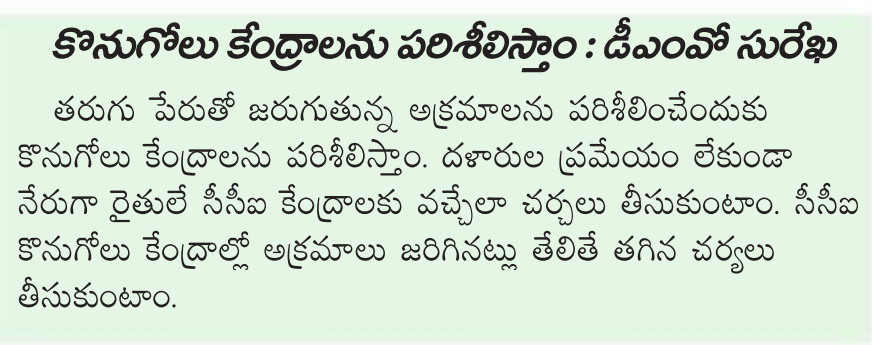 కొనుగోలు కేంద్రాలను పరిశీలిస్తాం : డీఎంవో సురేఖ
తరుగు పేరుతో జరుగుతున్న అక్రమాలను పరిశీలించేందుకు
కొనుగోలు కేంద్రాలను పరిశీలిస్తాం. దళారుల ప్రమేయం లేకుండా
నేరుగా రైతులే సీసీఐ కేంద్రాలకు వచ్చేలా చర్చలు తీసుకుంటాం. సీసీఐ
కొనుగోలు కేంద్రాల్లో అక్రమాలు జరిగినట్లు తేలితే తగిన చర్యలు
తీసుకుంటాం.